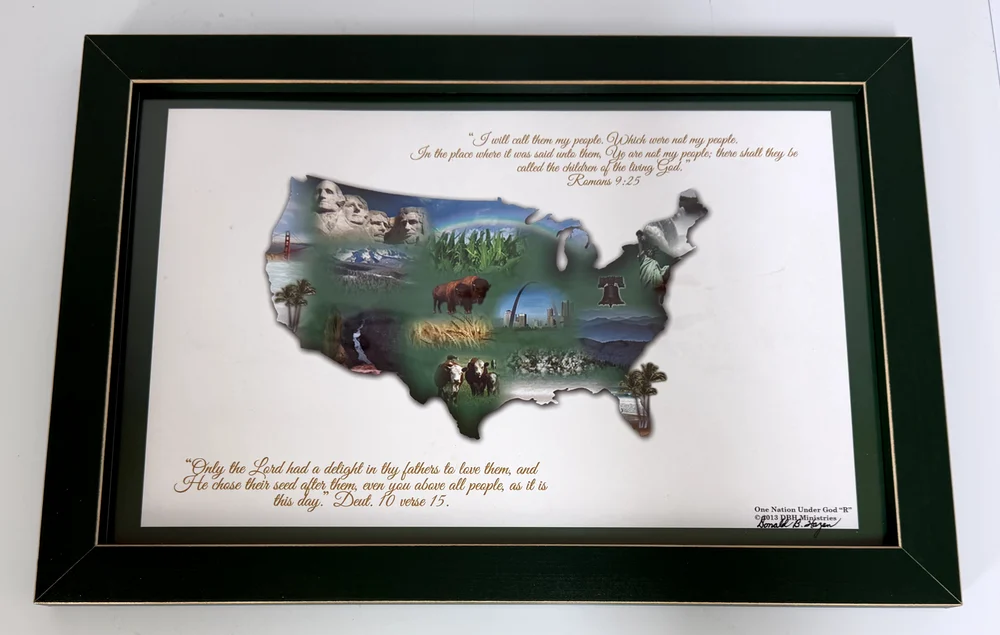 “ I will call them my people, Which were not my people.
In the place where it was said unto them, Ye are not my people; there shall they be
called the children of the living God.”
Romans 9:25
“Only the Lord had a delight in thy fathers to love them, and
He chose their seed after them, even you above all people, as it is
this day.” Deut. 10 verse 15.
One Nation Under God “R”
©2013 DBH Ministries
Donald B. Hazen